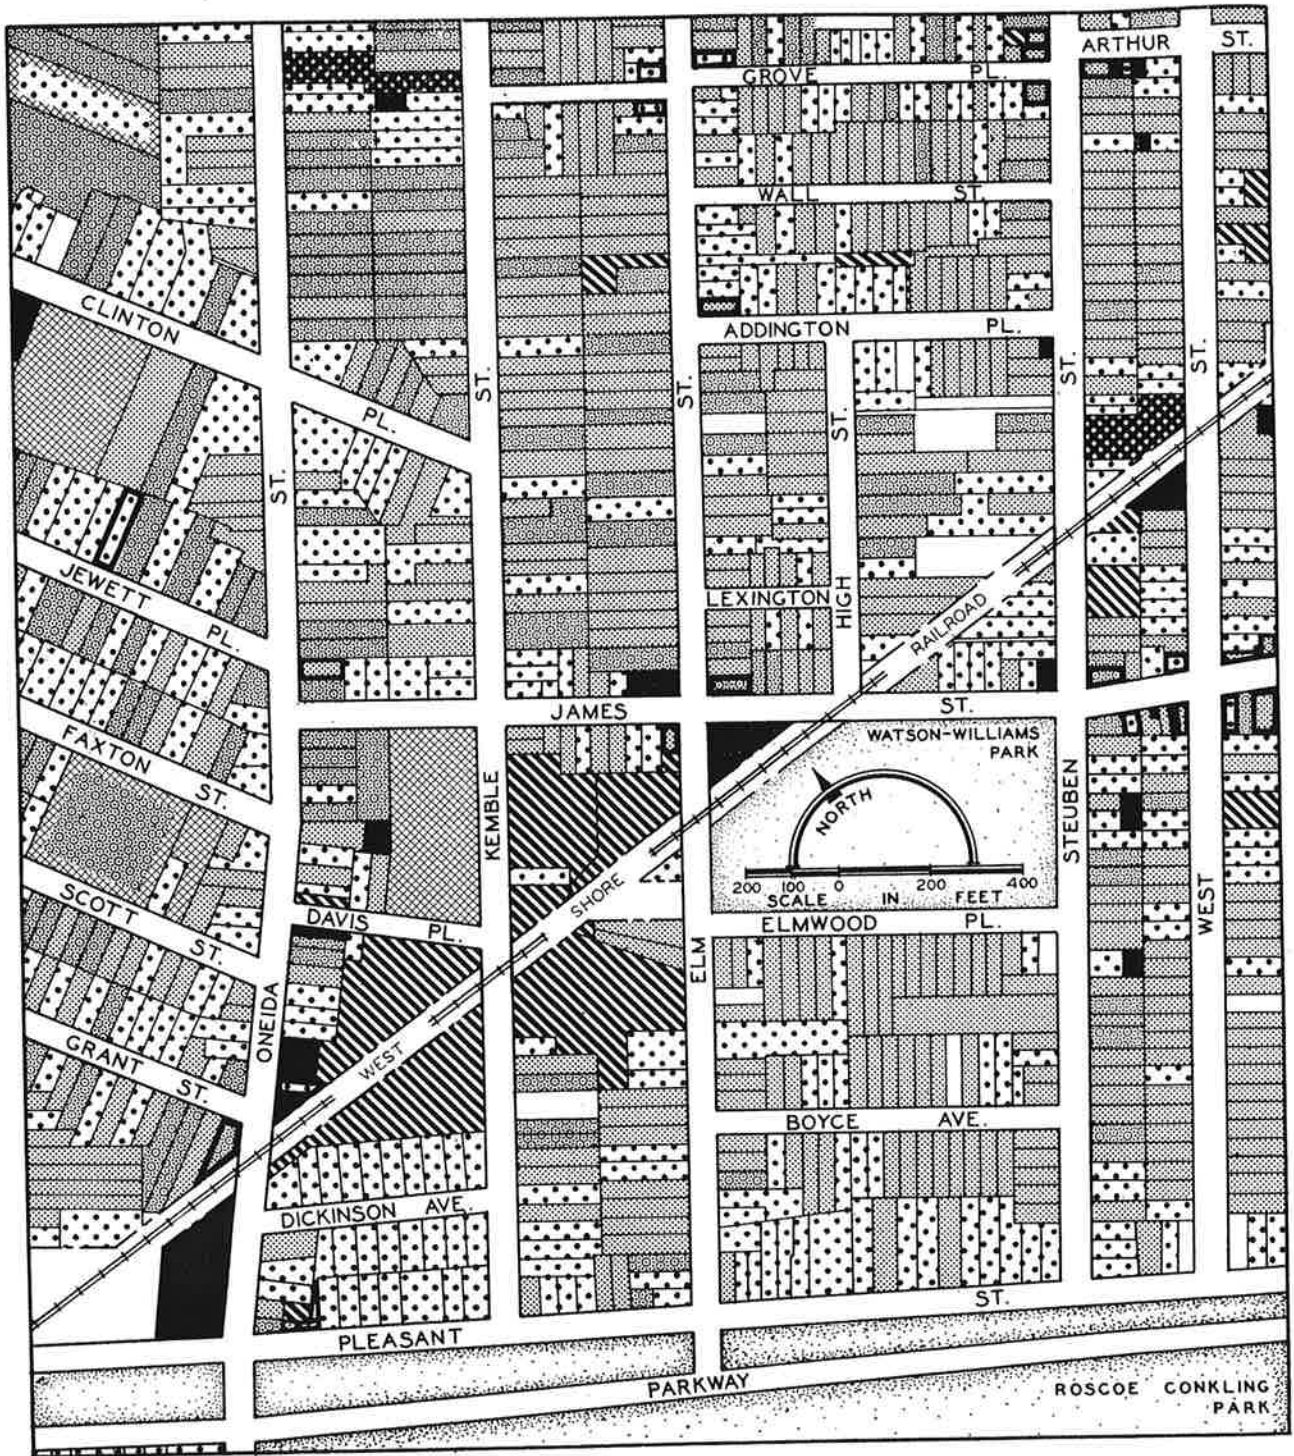 ARTHUR ST.
GROVE PL.
WALL ST.
ADDINGTON PL.
CLINTON PL.
ST.
ST.
ST.
ST.
ST.
HIGH ST.
LEXINGTON
JEWETT PL.
RAILROAD
JAMES ST.
FAXTON ST.
WATSON-WILLIAMS
PARK
NORTH
200 100 0 200 400
SCALE IN FEET
KEMBLE
STEUBEN
SHORE
SCOTT ST.
DAVIS PL.
ELMWOOD PL.
ELM
WEST
ONEIDA
WEST
GRANT ST.
BOYCE AVE.
DICKINSON AVE.
PLEASANT ST.
PARKWAY
ROSCOE CONKLING
PARK